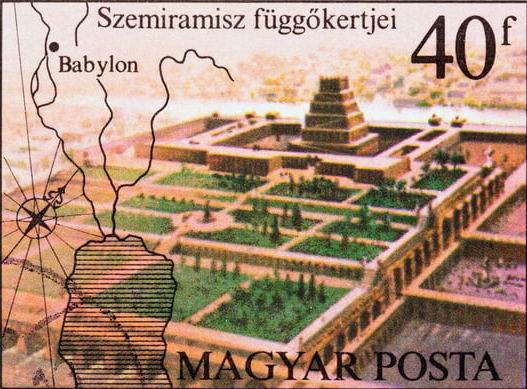 Szemiramisz függőkertjei
40f
Babylon
MAGYAR POSTA